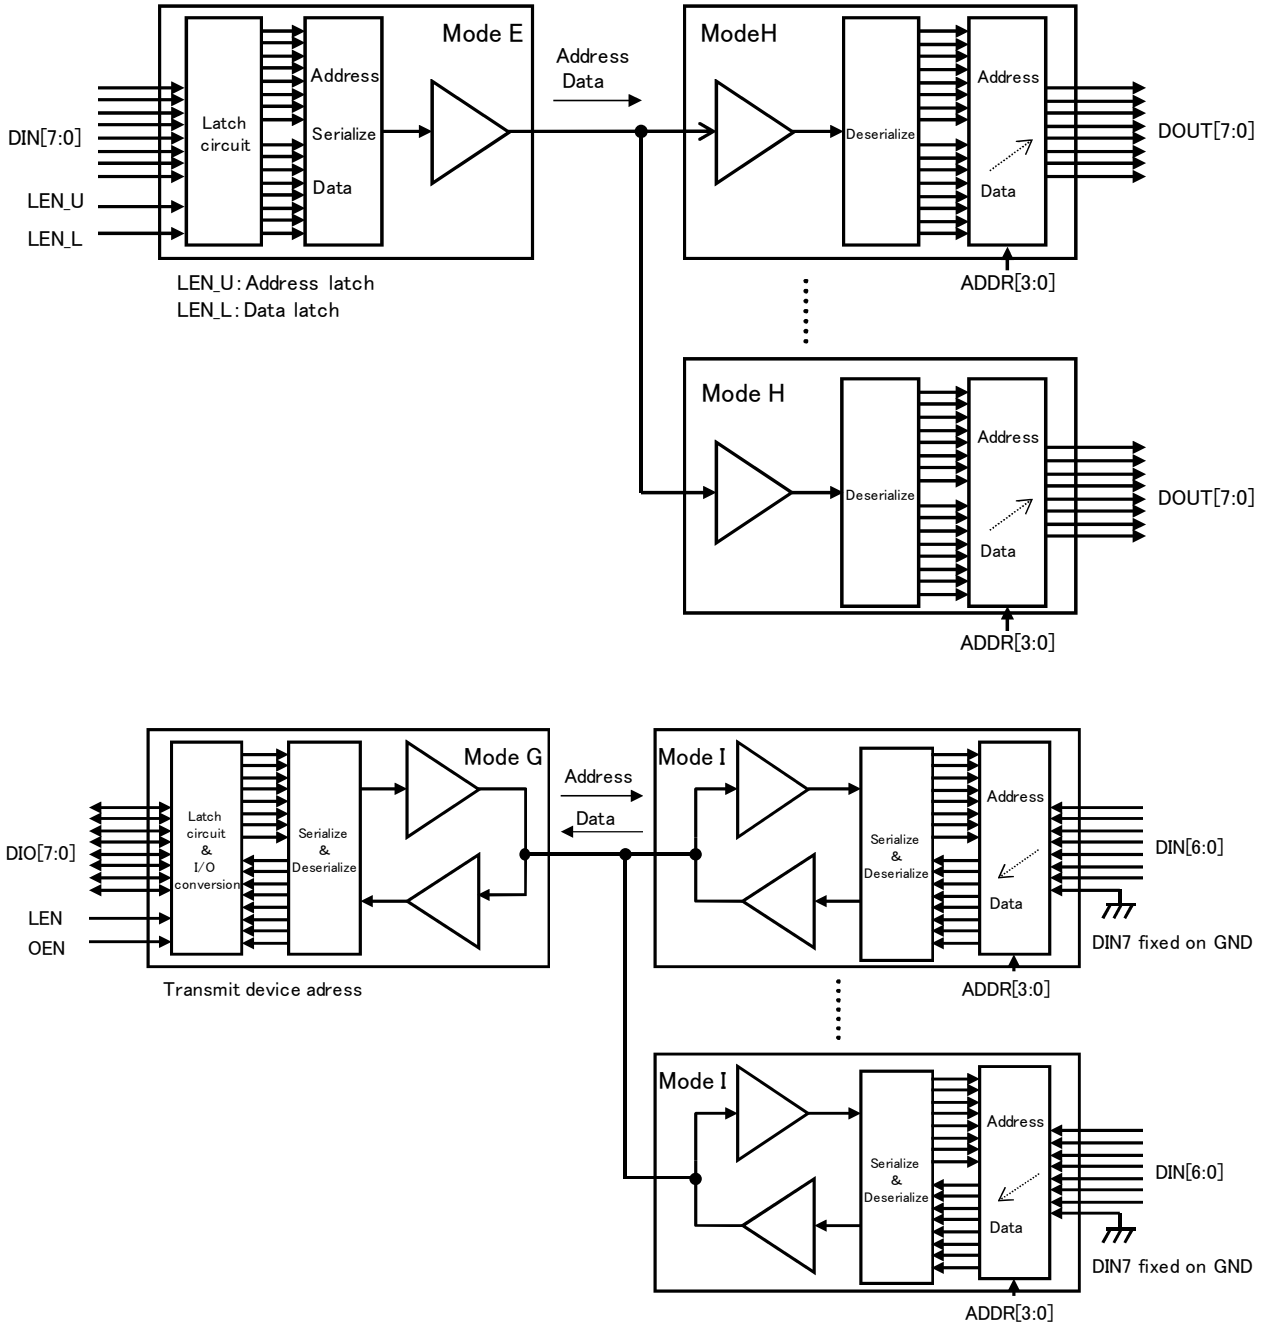 Mode E
Address
Data
DIN[7:0]
LEN_U
LEN_L
Latch
circuit
Address
Serialize
Data
LEN_U: Address latch
LEN_L: Data latch
ModeH
Deserialize
Address
Data
DOUT[7:0]
ADDR[3:0]
Mode H
Deserialize
Address
Data
DOUT[7:0]
ADDR[3:0]
Mode G
Address
Data
DIO[7:0]
LEN
OEN
Latch
circuit
&
I/O
conversion
Serialize
&
Deserialize
Transmit device adress
Mode I
Serialize
&
Deserialize
Address
Data
DIN[6:0]
DIN7 fixed on GND
ADDR[3:0]
Mode I
Serialize
&
Deserialize
Address
Data
DIN[6:0]
DIN7 fixed on GND
ADDR[3:0]